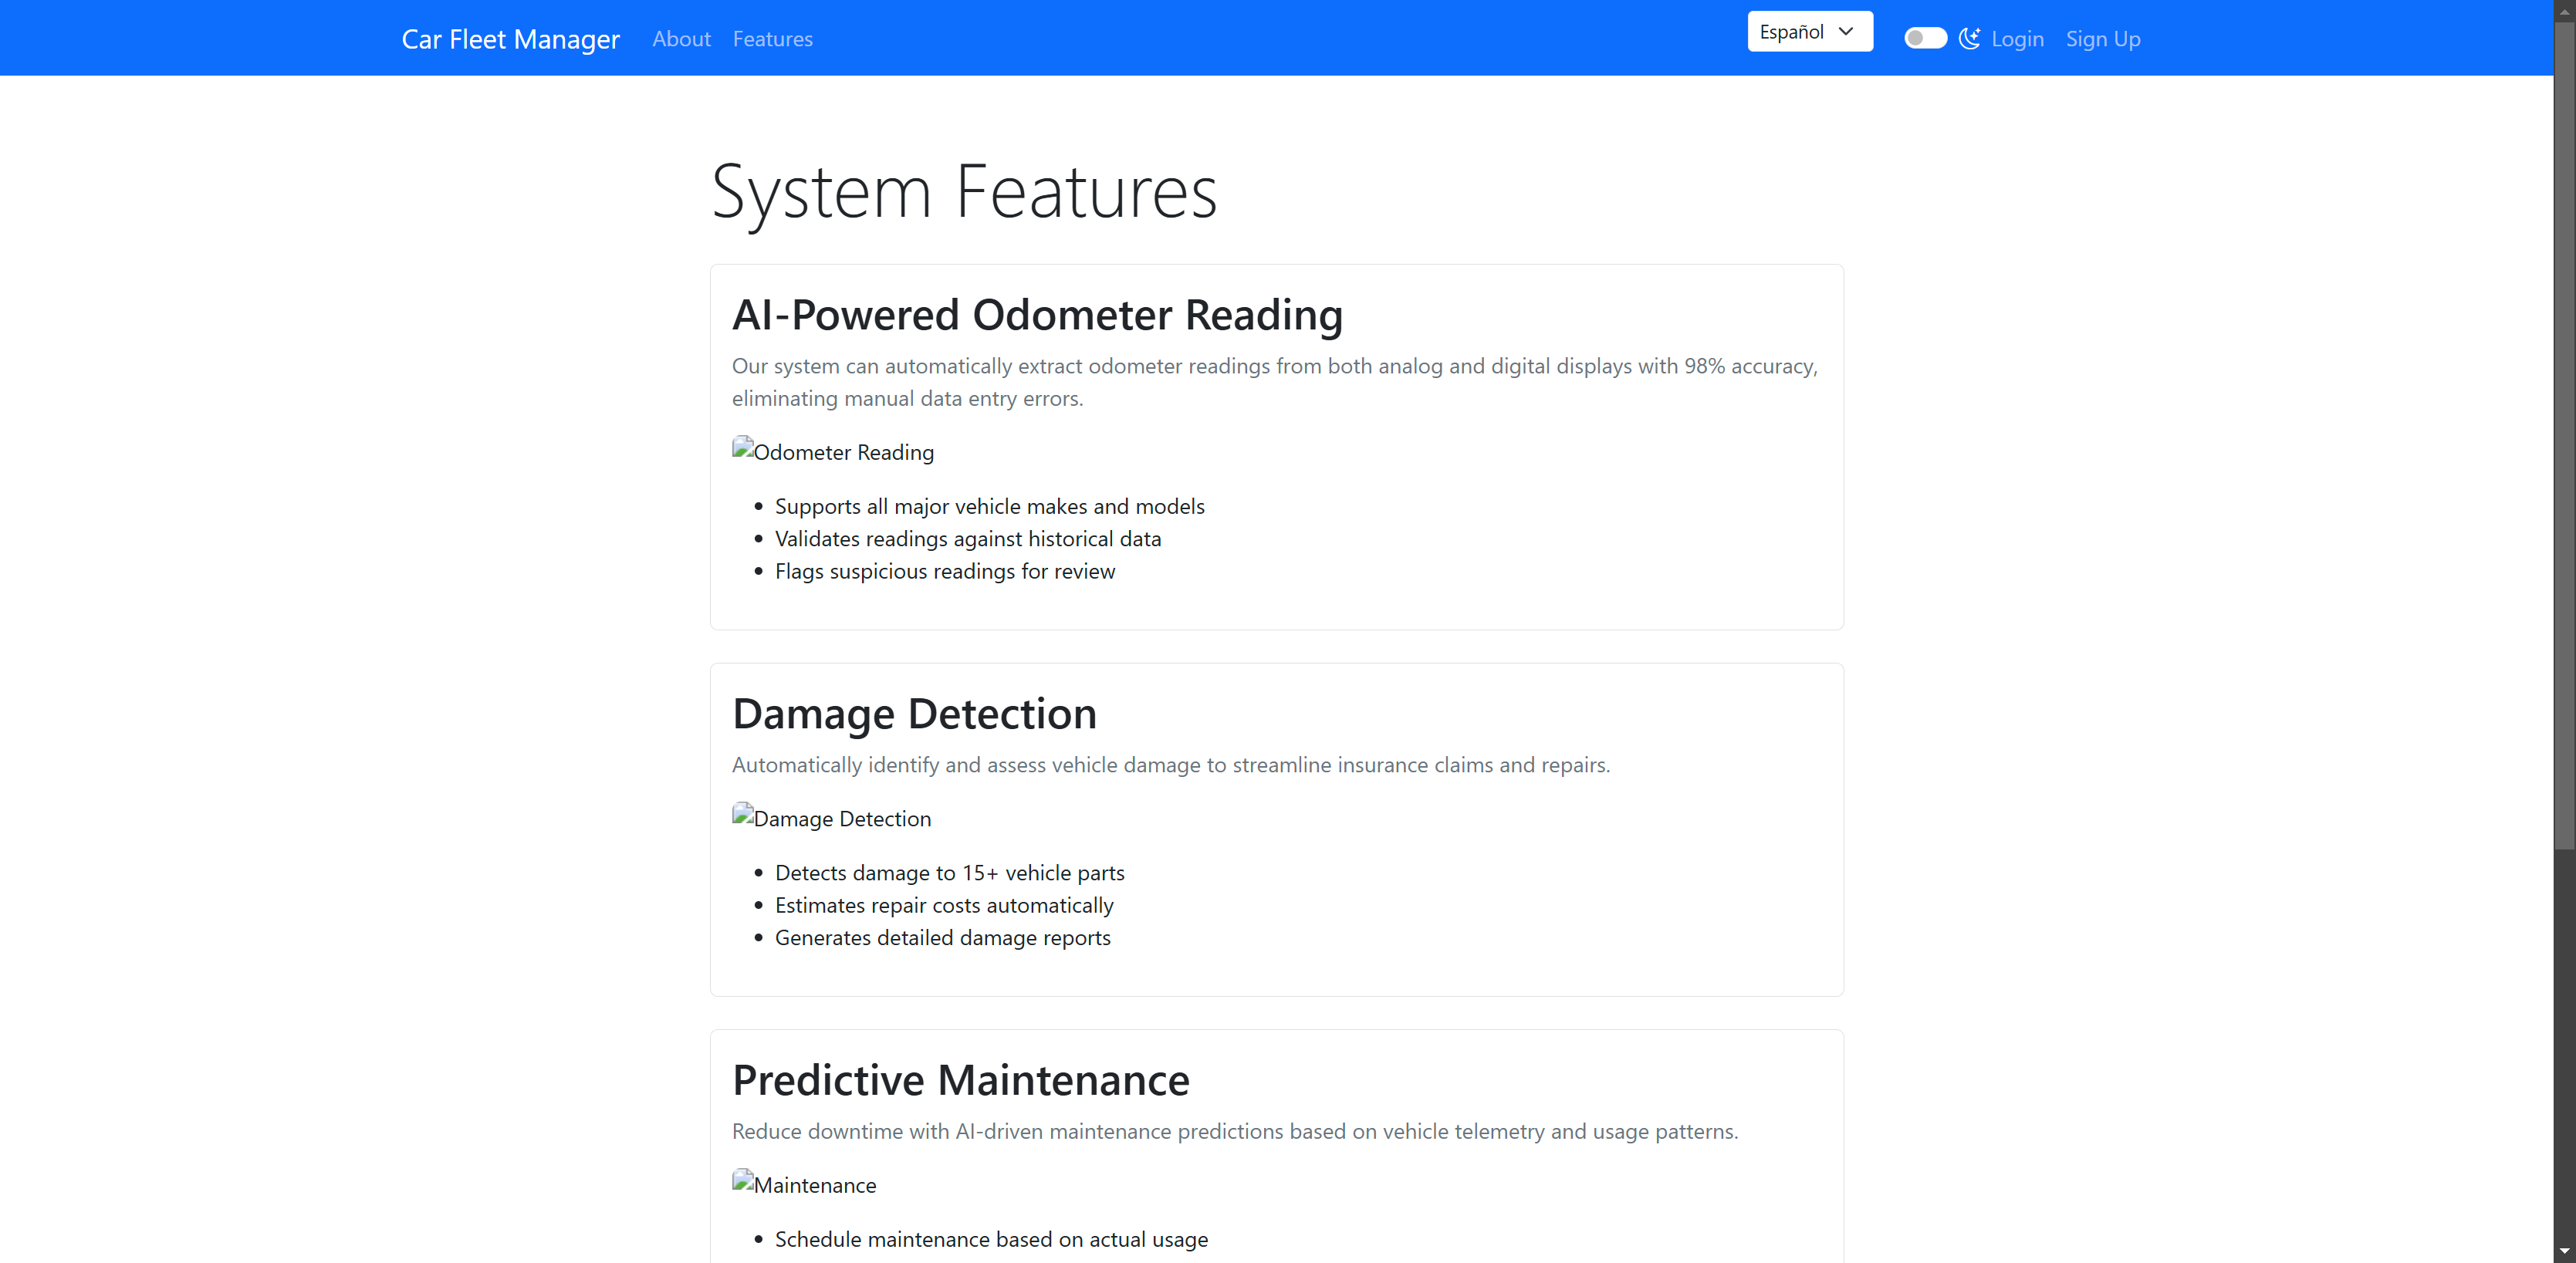 Car Fleet Manager About Features Español Login Sign Up
System Features
AI-Powered Odometer Reading
Our system can automatically extract odometer readings from both analog and digital displays with 98% accuracy,
eliminating manual data entry errors.
Odometer Reading
• Supports all major vehicle makes and models
• Validates readings against historical data
• Flags suspicious readings for review
Damage Detection
Automatically identify and assess vehicle damage to streamline insurance claims and repairs.
Damage Detection
• Detects damage to 15+ vehicle parts
• Estimates repair costs automatically
• Generates detailed damage reports
Predictive Maintenance
Reduce downtime with AI-driven maintenance predictions based on vehicle telemetry and usage patterns.
Maintenance
• Schedule maintenance based on actual usage